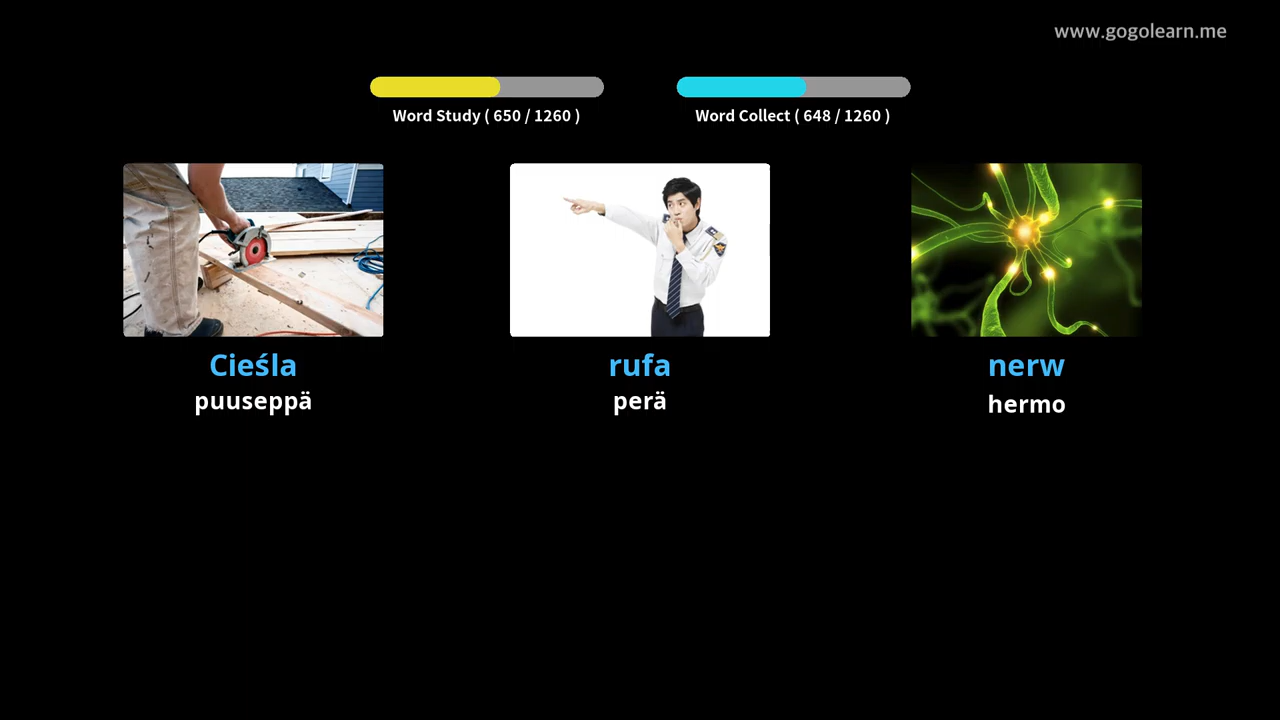 www.gogolearn.me
Word Study ( 650 / 1260 )
Word Collect ( 648 / 1260 )
Cieśla
rufa
nerw
puuseppä
perä
hermo